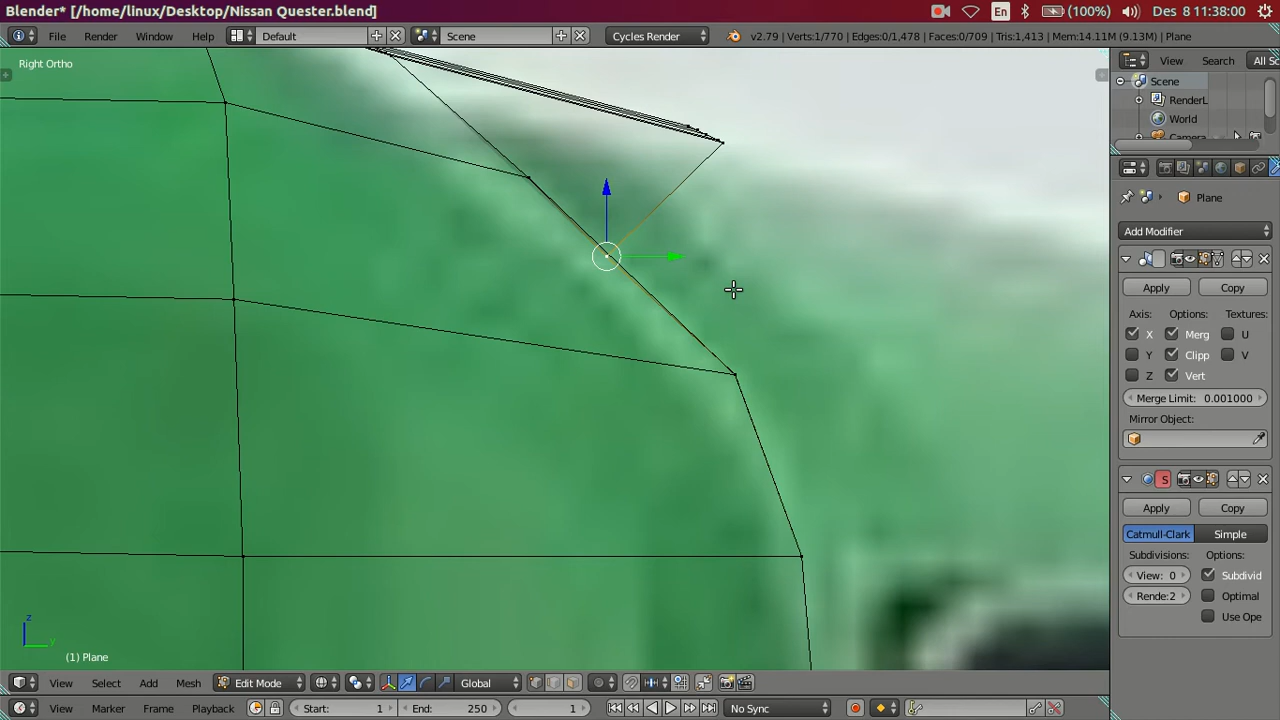 Blender* [/home/linux/Desktop/Nissan Quester.blend]
En
(100%)
Des 8 11:38:00
File Render Window Help
Default
Scene
Cycles Render
v2.79 | Verts:1/770 | Edges:0/1,478 | Faces:0/709 | Tris:1,413 | Mem:14.11M (9.13M) | Plane
Right Ortho
View Search All Sc
Scene
RenderL
World
Camera
Plane
Add Modifier
Apply Copy
Axis: Options: Textures:
X Merg U
Y Clipp V
Z Vert
Merge Limit: 0.001000
Mirror Object:
S
Apply Copy
Catmull-Clark Simple
Subdivisions: Options:
View: 0 Subdivid
Rende:2 Optimal
Use Ope
z
y
(1) Plane
View Select Add Mesh Edit Mode Global
View Marker Frame Playback Start: 1 End: 250 1 No Sync